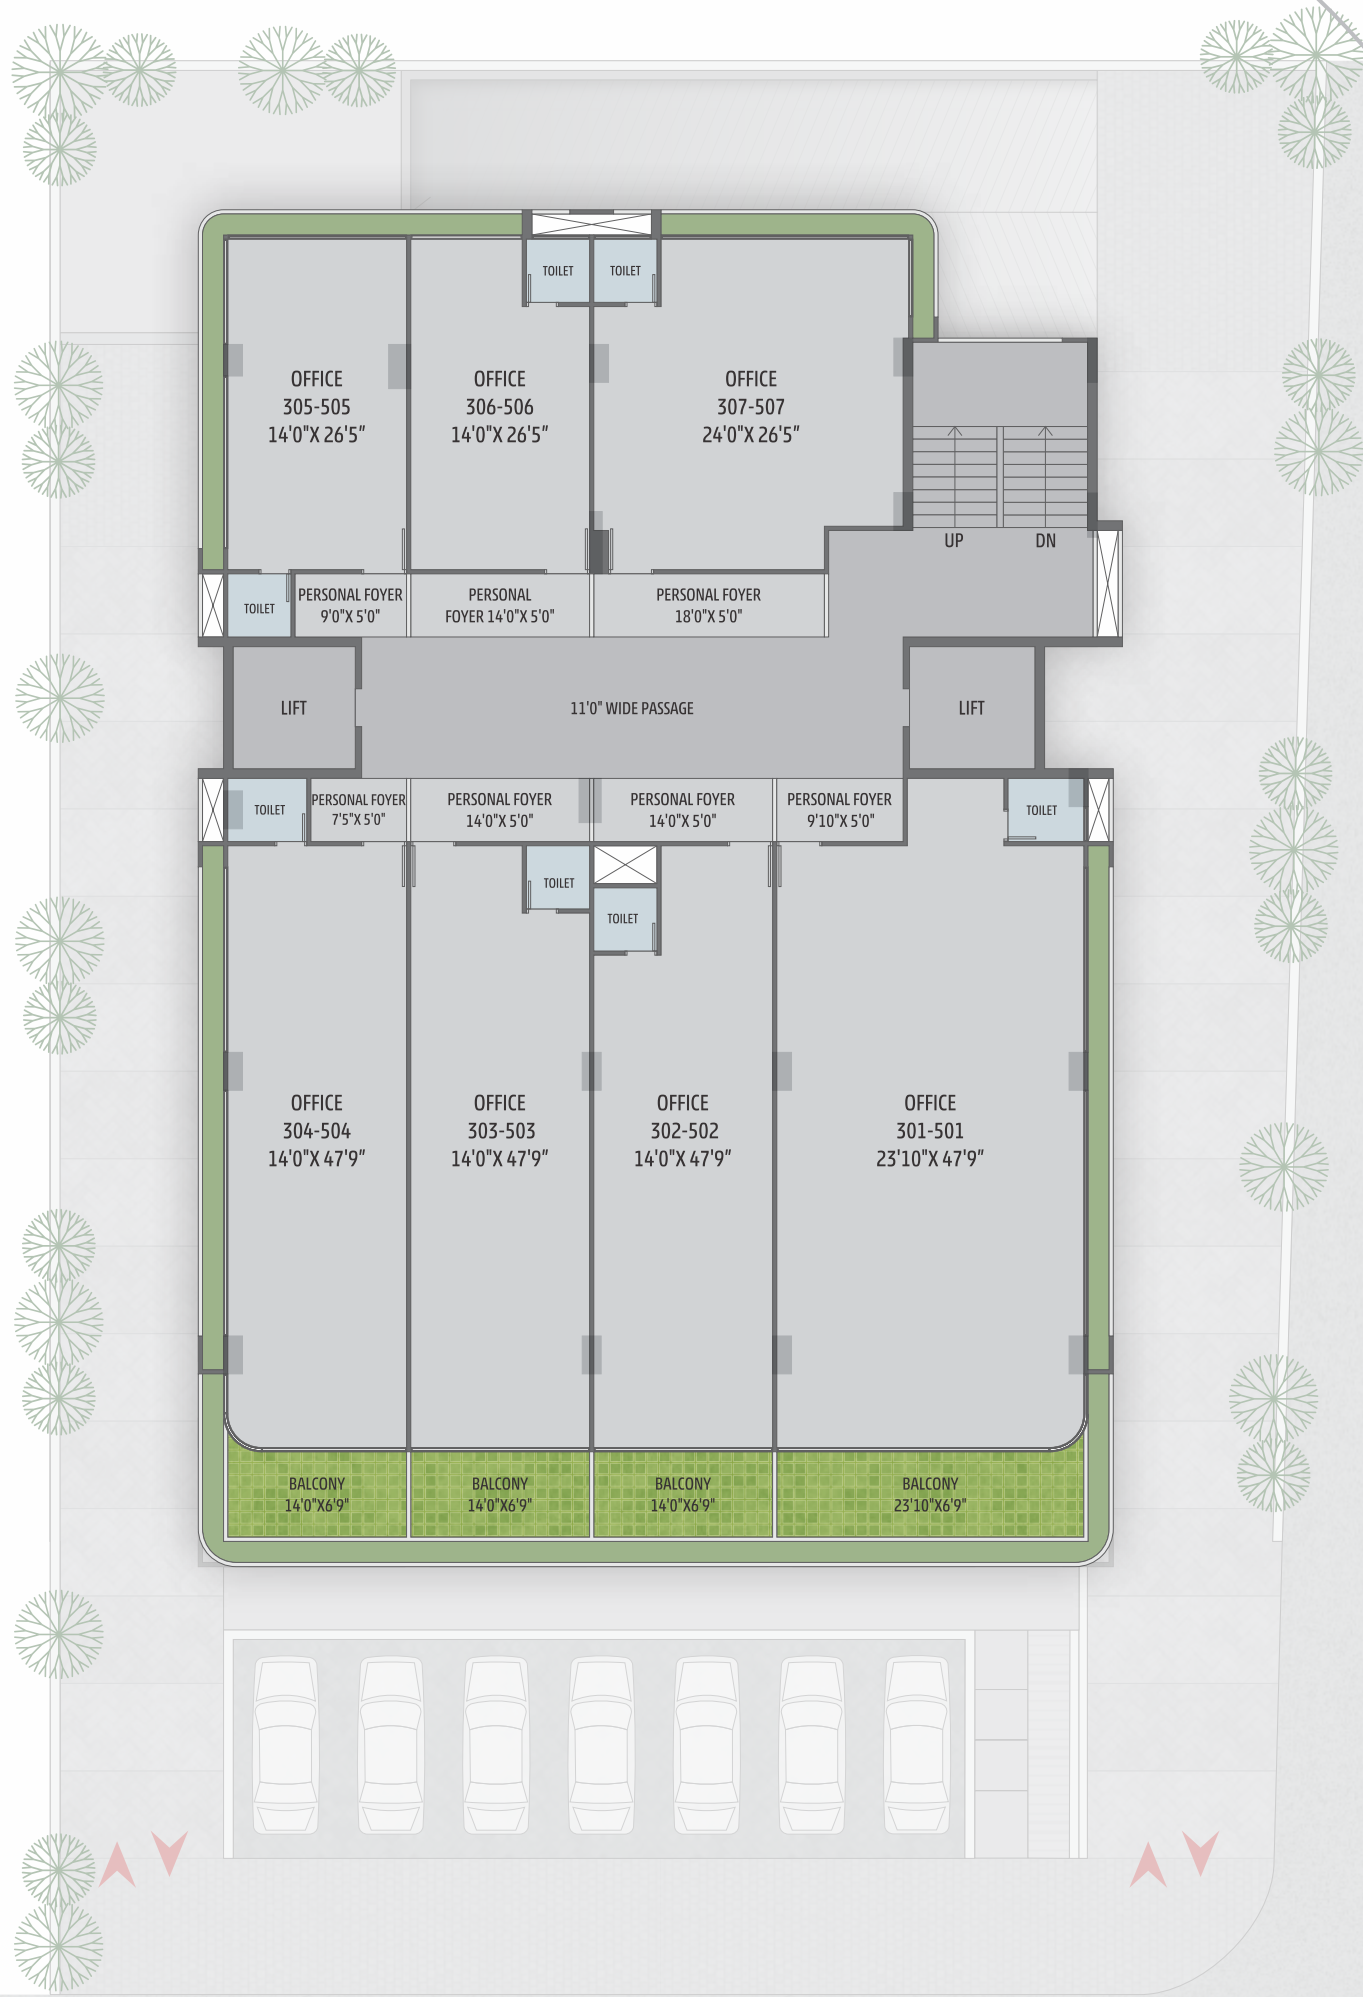 TOILET
TOILET
OFFICE
305-505
14'0"X 26'5"
OFFICE
306-506
14'0"X 26'5"
OFFICE
307-507
24'0"X 26'5"
UP
DN
TOILET
PERSONAL FOYER
9'0"X 5'0"
PERSONAL
FOYER 14'0"X 5'0"
PERSONAL FOYER
18'0"X 5'0"
LIFT
11'0" WIDE PASSAGE
LIFT
TOILET
PERSONAL FOYER
7'5"X 5'0"
PERSONAL FOYER
14'0"X 5'0"
PERSONAL FOYER
14'0"X 5'0"
PERSONAL FOYER
9'10"X 5'0"
TOILET
TOILET
TOILET
OFFICE
304-504
14'0"X 47'9"
OFFICE
303-503
14'0"X 47'9"
OFFICE
302-502
14'0"X 47'9"
OFFICE
301-501
23'10"X 47'9"
BALCONY
14'0"X6'9"
BALCONY
14'0"X6'9"
BALCONY
14'0"X6'9"
BALCONY
23'10"X6'9"